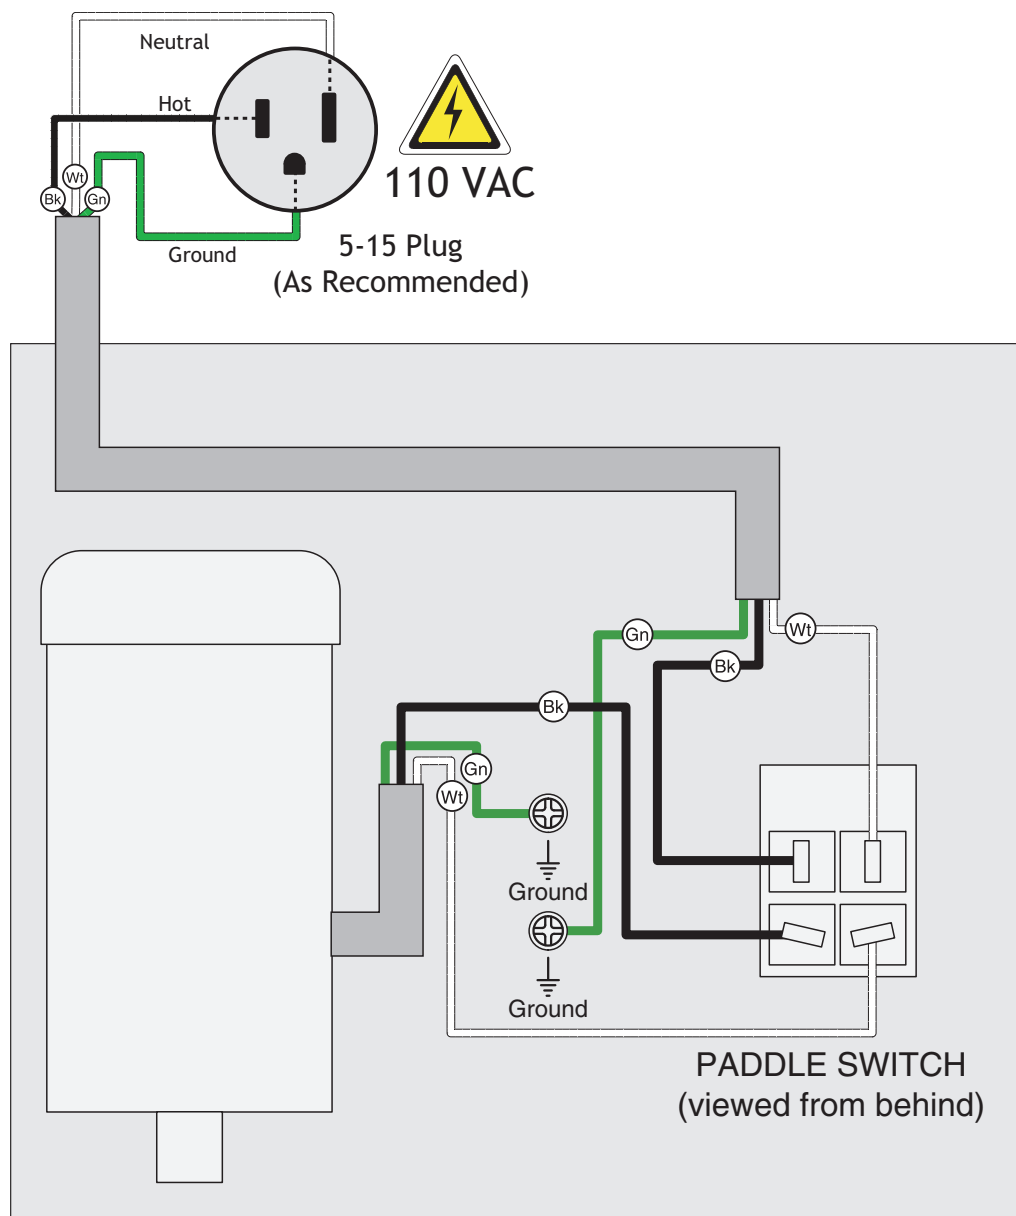 Neutral
Hot
Wt
Bk
Gn
110 VAC
Ground
5-15 Plug
(As Recommended)
Gn
Wt
Bk
Bk
Gn
Wt
Ground
Ground
PADDLE SWITCH
(viewed from behind)